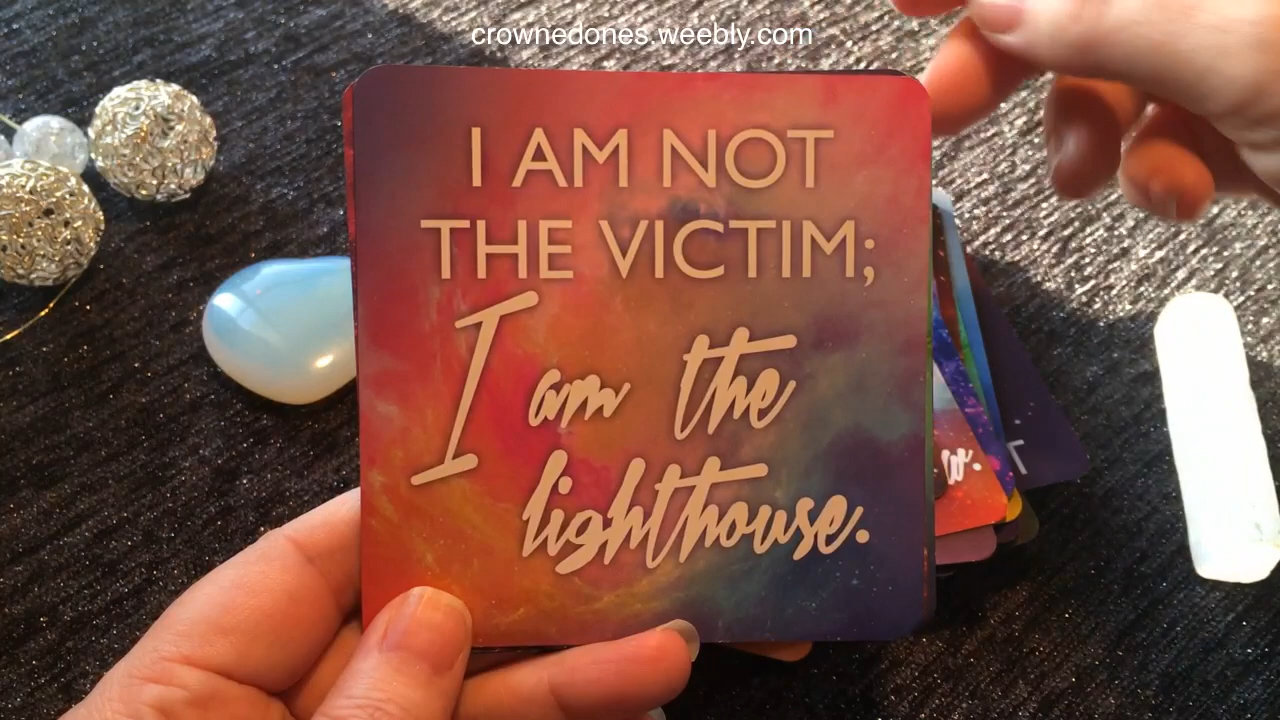 crownedones.weebly.com
I AM NOT
THE VICTIM;
I am the
lighthouse.
w.
T